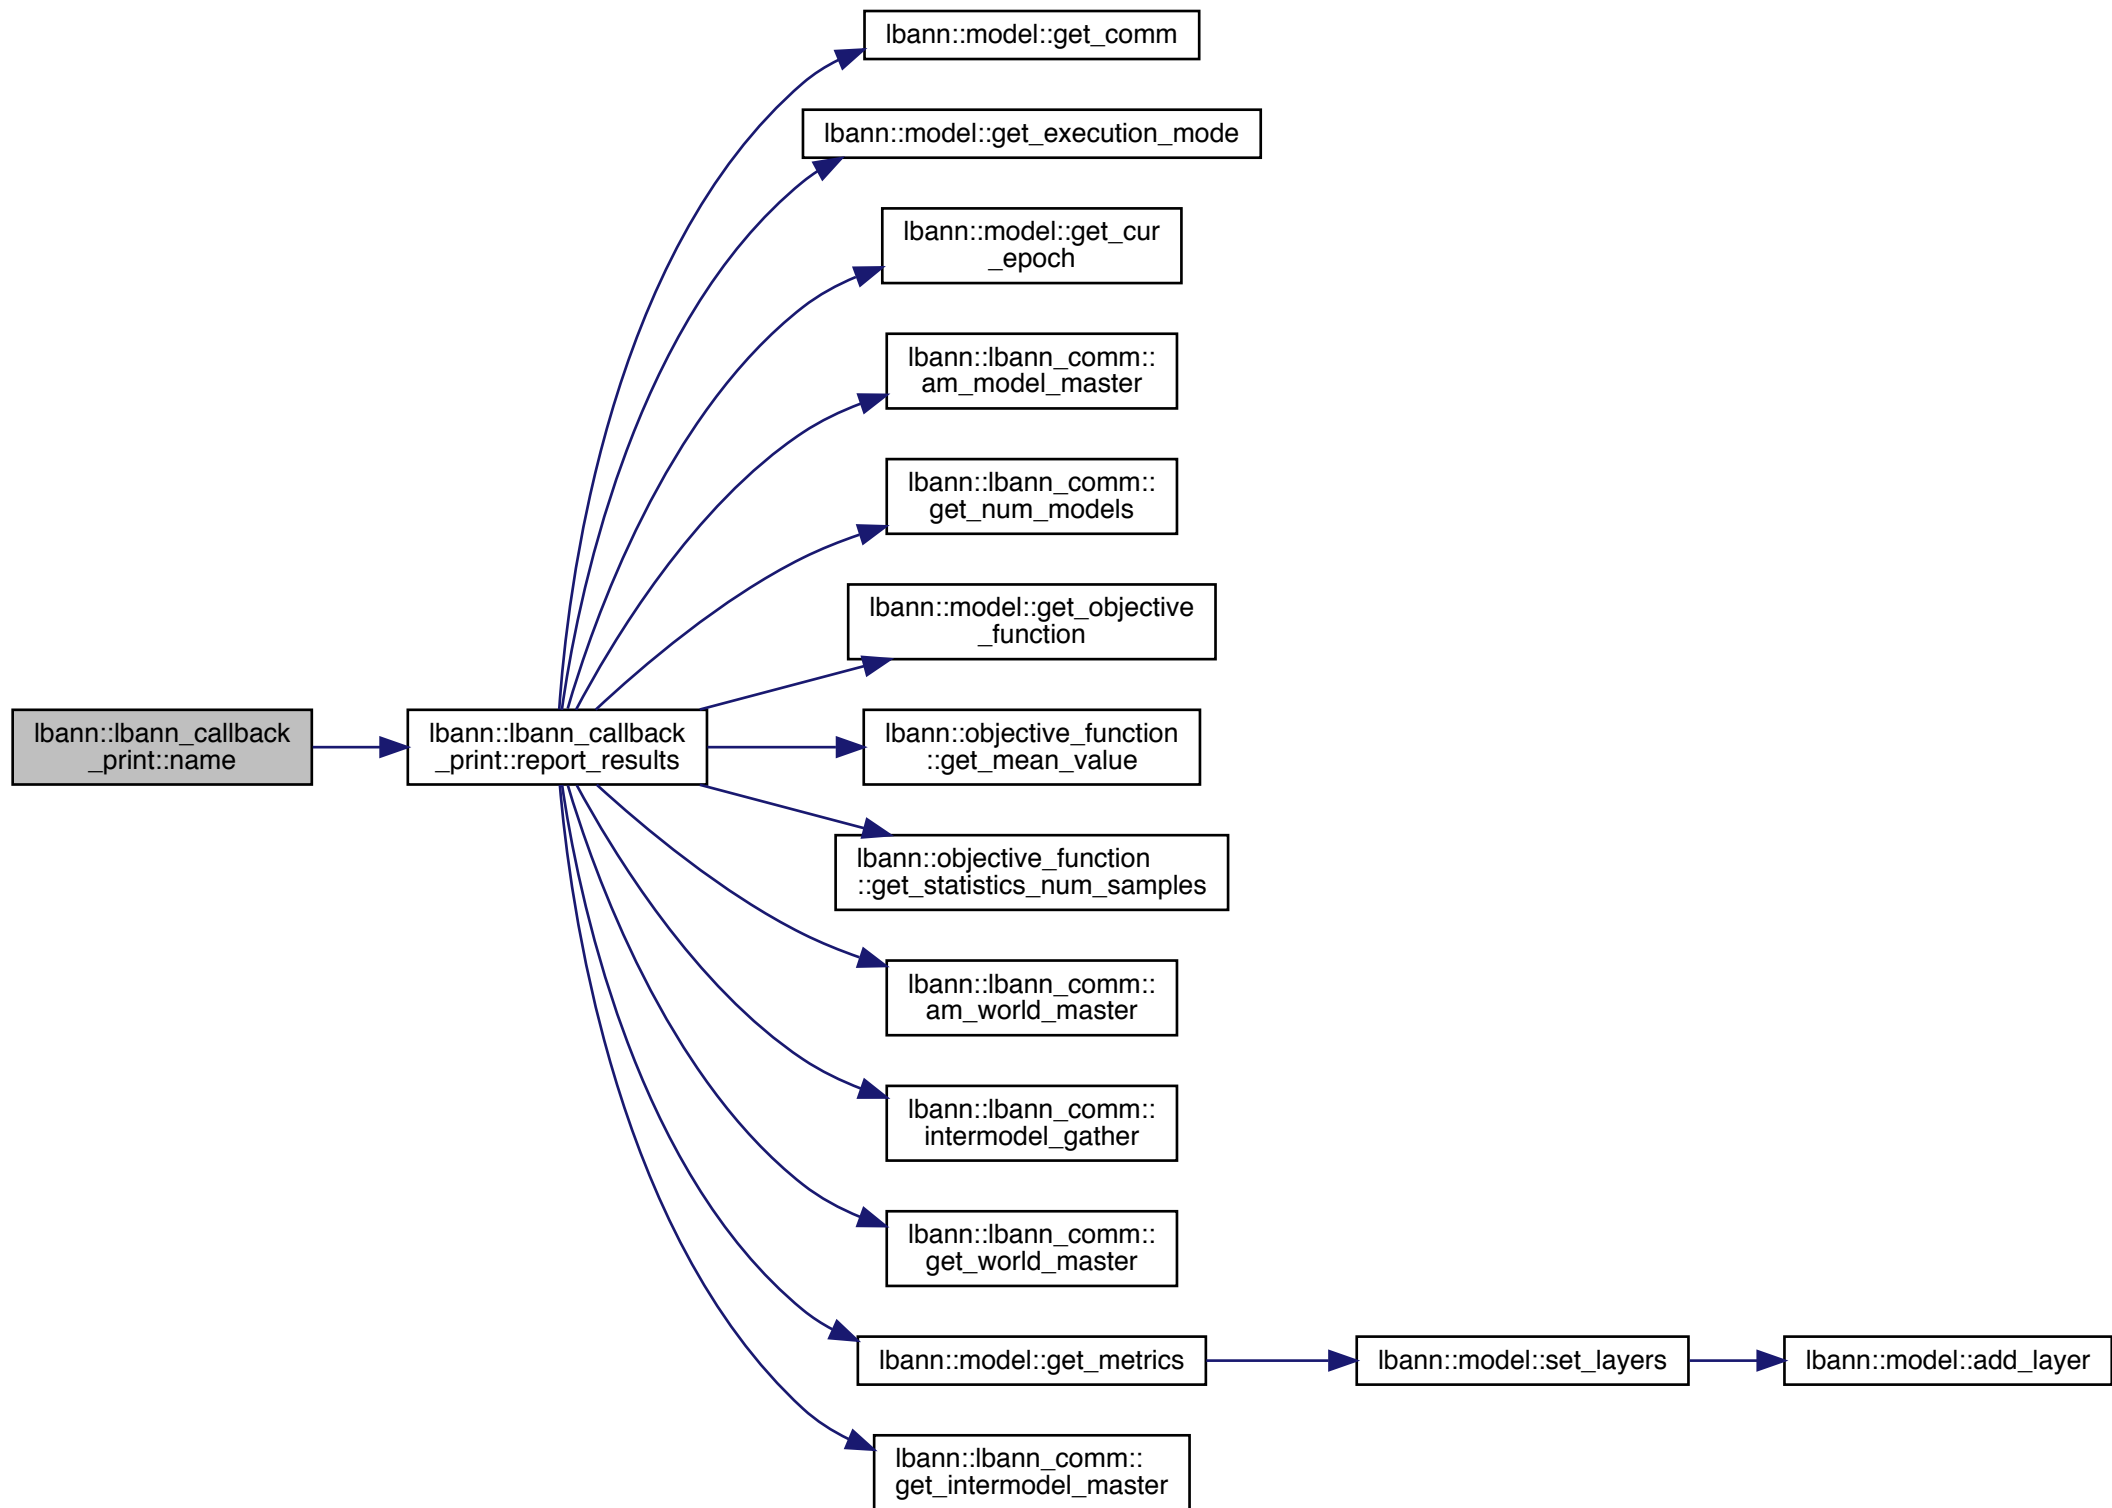 lbann::model::get_comm
lbann::model::get_execution_mode
lbann::model::get_cur
_epoch
lbann::lbann_comm::
am_model_master
lbann::lbann_comm::
get_num_models
lbann::model::get_objective
_function
lbann::lbann_callback
_print::name
lbann::lbann_callback
_print::report_results
lbann::objective_function
::get_mean_value
lbann::objective_function
::get_statistics_num_samples
lbann::lbann_comm::
am_world_master
lbann::lbann_comm::
intermodel_gather
lbann::lbann_comm::
get_world_master
lbann::model::get_metrics
lbann::model::set_layers
lbann::model::add_layer
lbann::lbann_comm::
get_intermodel_master